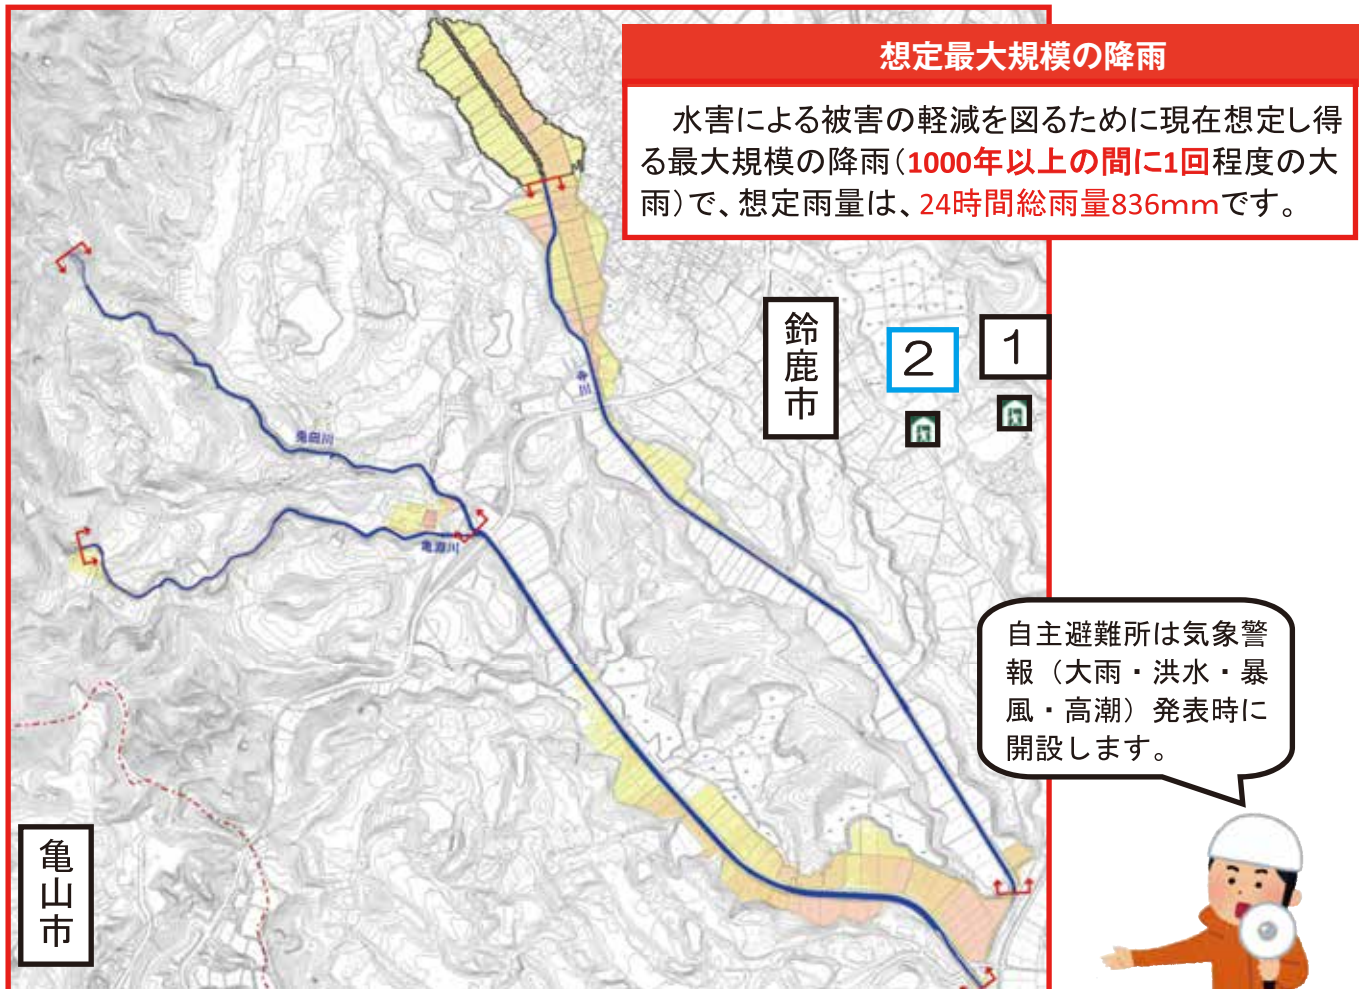 想定最大規模の降雨
水害による被害の軽減を図るために現在想定し得
る最大規模の降雨(1000年以上の間に1回程度の大
雨)で、想定雨量は、24時間総雨量836mmです。
鈴
鹿
市
2
1
自主避難所は気象警
報（大雨・洪水・暴
風・高潮）発表時に
開設します。
亀
山
市